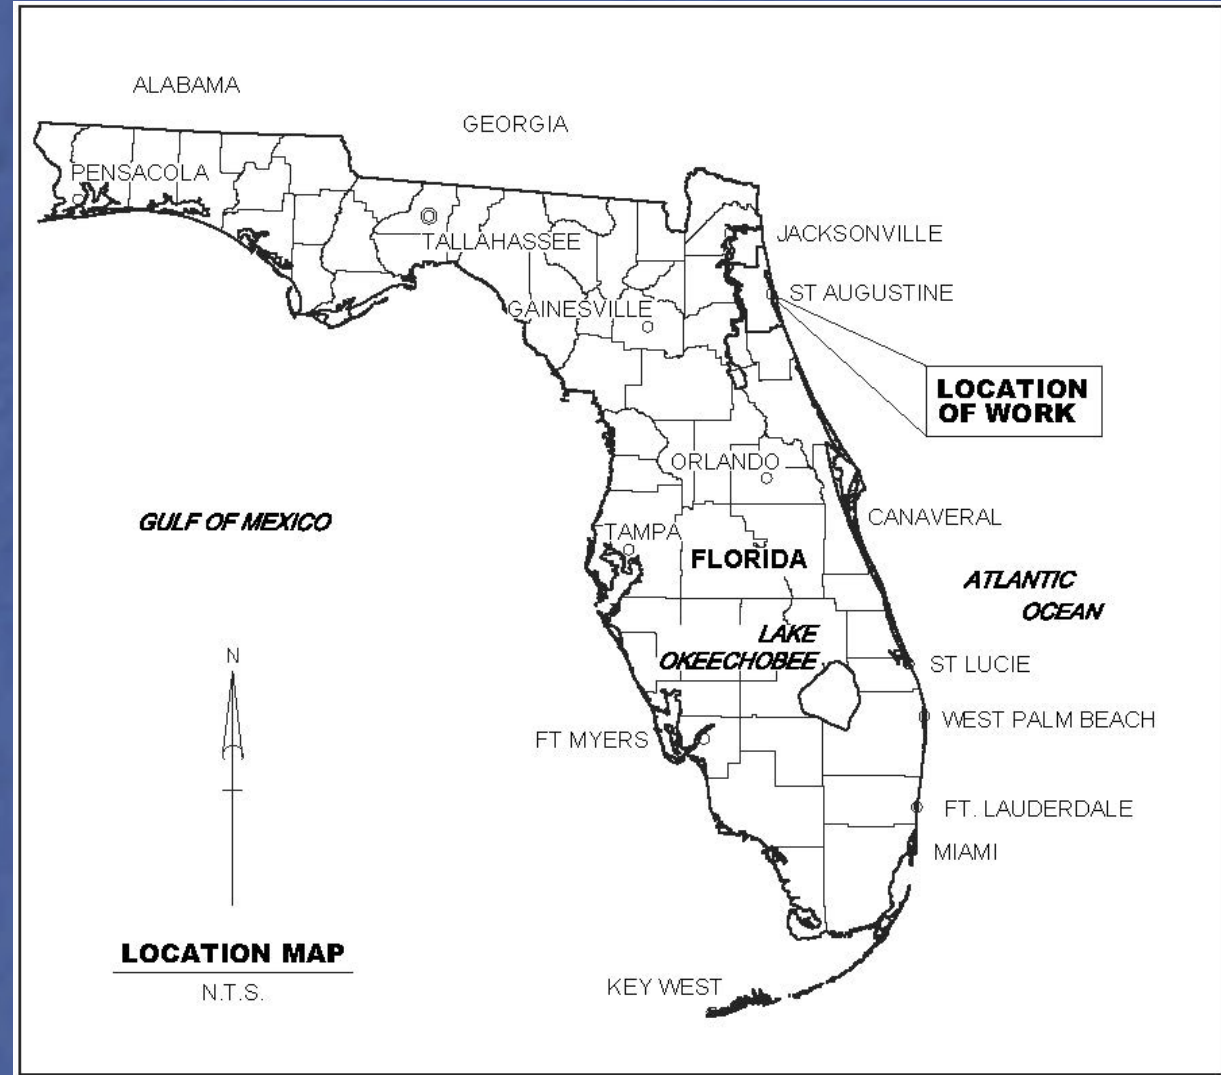 ALABAMA
GEORGIA
PENSACOLA
TALLAHASSEE
JACKSONVILLE
ST AUGUSTINE
GAINESVILLE
LOCATION
OF WORK
ORLANDO
GULF OF MEXICO
CANAVERAL
TAMPA
FLORIDA
ATLANTIC
OCEAN
LAKE
OKEECHOBEE
N
ST LUCIE
WEST PALM BEACH
FT MYERS
FT. LAUDERDALE
MIAMI
LOCATION MAP
N.T.S.
KEY WEST